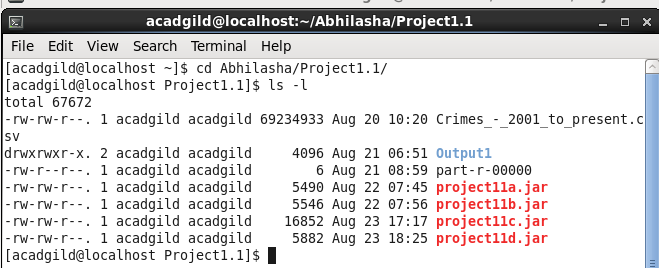 acadgild@localhost:~/Abhilasha/Project1.1
File Edit View Search Terminal Help
[acadgild@localhost ~]$ cd Abhilasha/Project1.1/
[acadgild@localhost Project1.1]$ ls -l
total 67672
-rw-rw-r--. 1 acadgild acadgild 69234933 Aug 20 10:20 Crimes_-_2001_to_present.c
sv
drwxrwxr-x. 2 acadgild acadgild     4096 Aug 21 06:51 Output1
-rw-r--r--. 1 acadgild acadgild        6 Aug 21 08:59 part-r-00000
-rw-rw-r--. 1 acadgild acadgild     5490 Aug 22 07:45 project11a.jar
-rw-rw-r--. 1 acadgild acadgild     5546 Aug 22 07:56 project11b.jar
-rw-rw-r--. 1 acadgild acadgild    16852 Aug 23 17:17 project11c.jar
-rw-rw-r--. 1 acadgild acadgild     5882 Aug 23 18:25 project11d.jar
[acadgild@localhost Project1.1]$